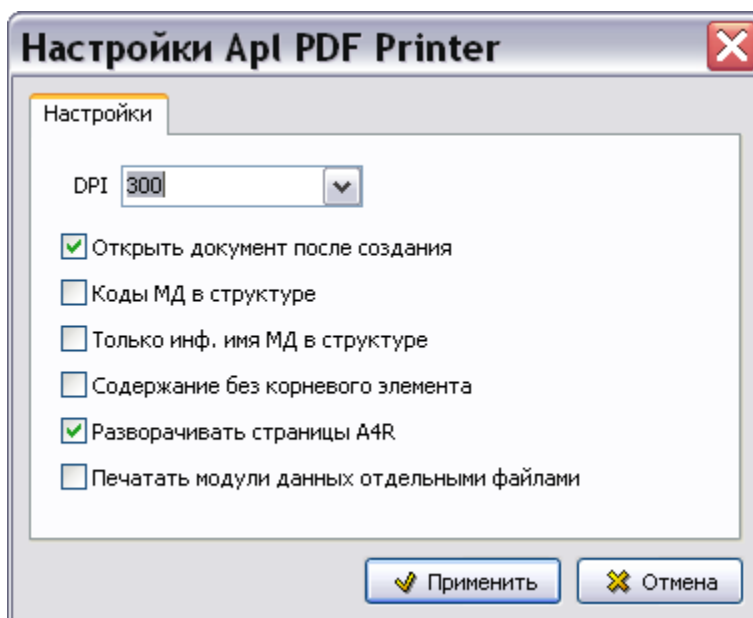 Настройки Apl PDF Printer
Настройки
DPI 300
Открыть документ после создания
Коды МД в структуре
Только инф. имя МД в структуре
Содержание без корневого элемента
Разворачивать страницы A4R
Печатать модули данных отдельными файлами
Применить Отмена